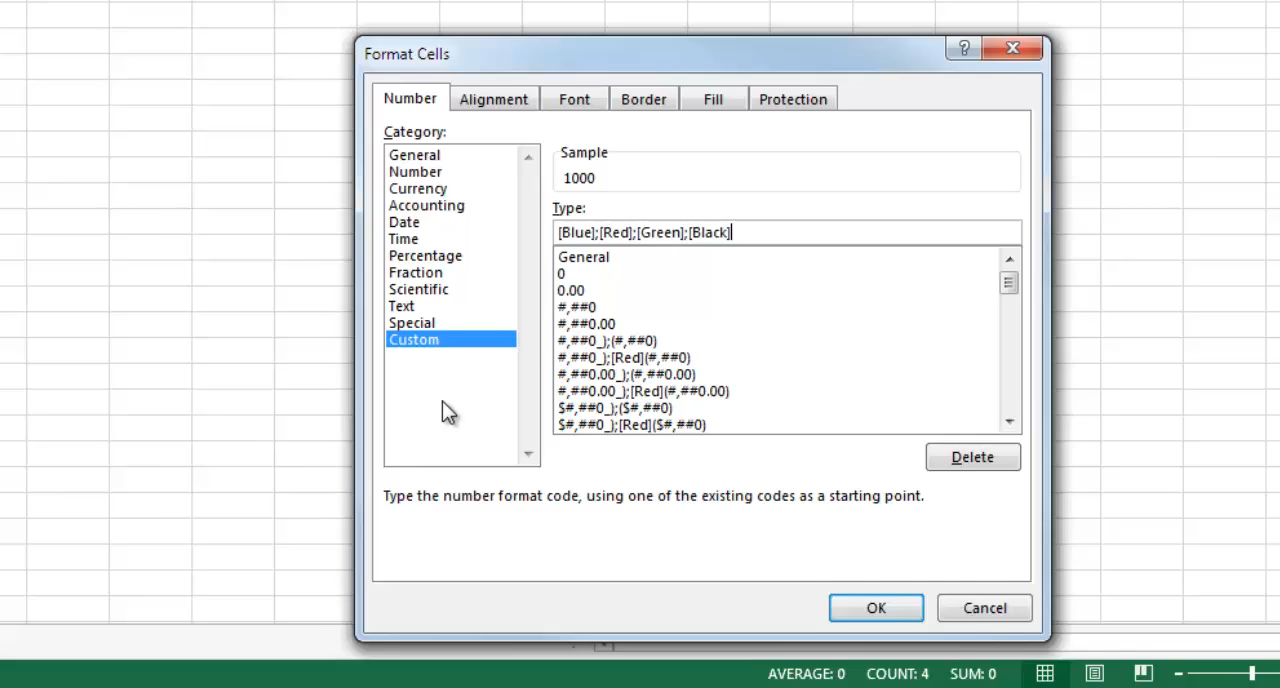 Format Cells
?
Number Alignment Font Border Fill Protection
Category:
General
Number
Currency
Accounting
Date
Time
Percentage
Fraction
Scientific
Text
Special
Custom
Sample
1000
Type:
[Blue];[Red];[Green];[Black]
General
0
0.00
#,##0
#,##0.00
#,##0_);(#,##0)
#,##0_);[Red](#,##0)
#,##0.00_);(#,##0.00)
#,##0.00_);[Red](#,##0.00)
$#,##0_);($#,##0)
$#,##0_);[Red]($#,##0)
Delete
Type the number format code, using one of the existing codes as a starting point.
OK Cancel
AVERAGE: 0 COUNT: 4 SUM: 0